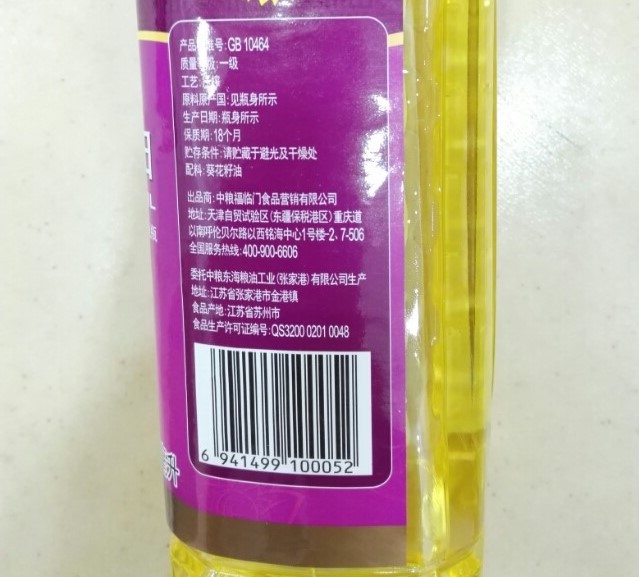 产品标准号:GB 10464
质量等级:一级
工艺:压榨
原料原产国:见瓶身所示
生产日期:瓶身所示
保质期:18个月
贮存条件:请贮藏于避光及干燥处
配料:葵花籽油
出品商:中粮福临门食品营销有限公司
地址:天津自贸试验区(东疆保税港区)重庆道
以南呼伦贝尔路以西铭海中心1号楼-2、7-506
全国服务热线:400-900-6606
委托中粮东海粮油工业(张家港)有限公司生产
地址:江苏省张家港市金港镇
食品产地:江苏省苏州市
食品生产许可证编号:QS3200 0201 0048
6 941499 100052
油
L
瓶
升